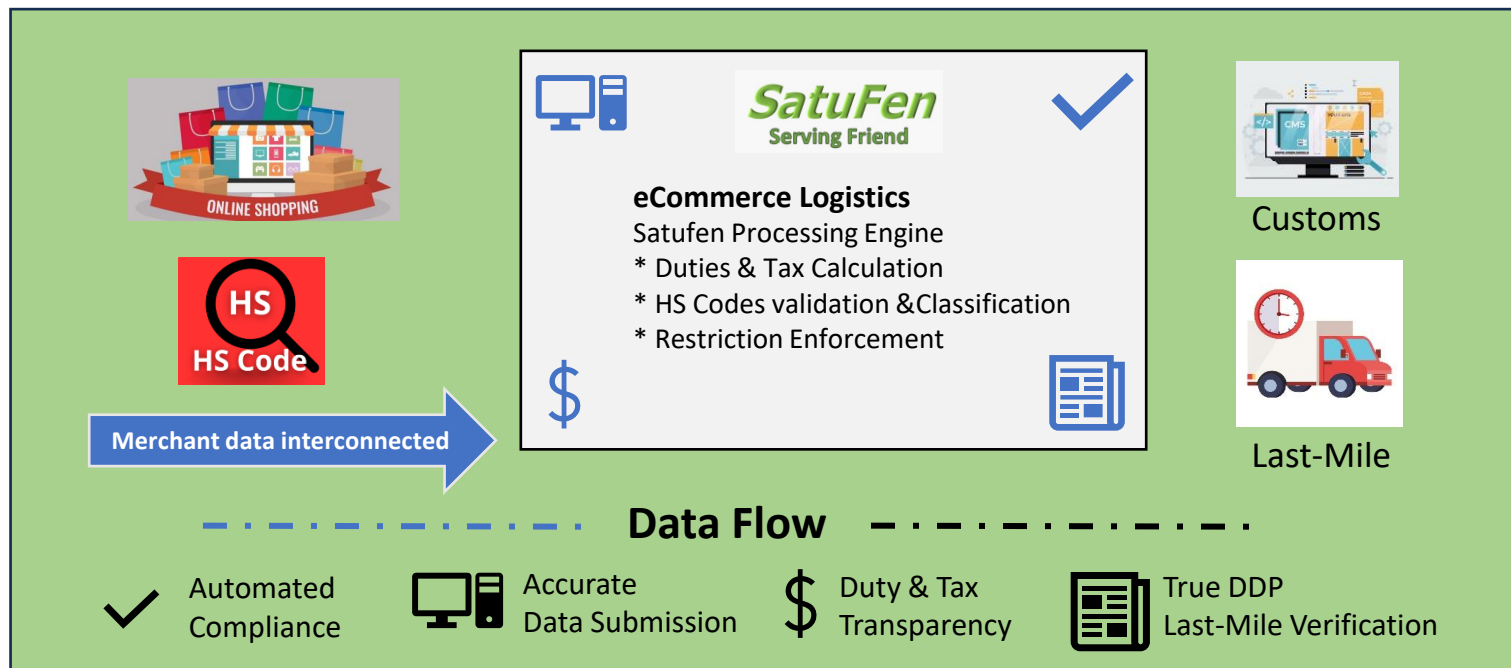 ONLINE SHOPPING
HS
HS Code
Merchant data interconnected
SatuFen
Serving Friend
eCommerce Logistics
Satufen Processing Engine
* Duties & Tax Calculation
* HS Codes validation &Classification
* Restriction Enforcement
$
CMS
</>
Customs
Last-Mile
Data Flow
Automated
Compliance
Accurate
Data Submission
$
Duty & Tax
Transparency
True DDP
Last-Mile Verification